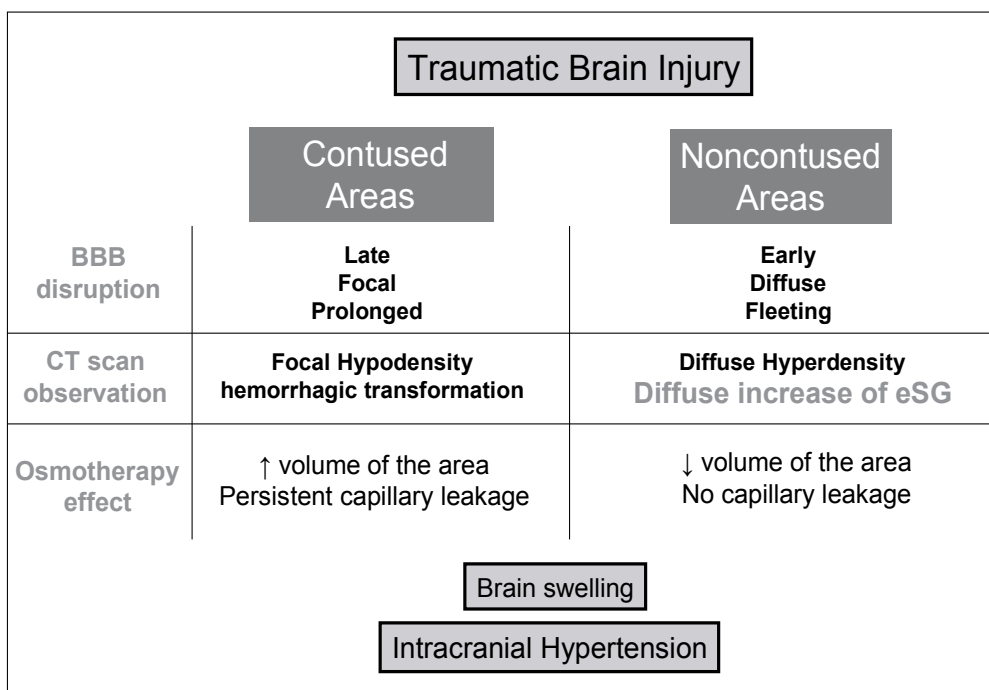 Traumatic Brain Injury
Contused
Areas
Noncontused
Areas
BBB
disruption
Late
Focal
Prolonged
Early
Diffuse
Fleeting
CT scan
observation
Focal Hypodensity
hemorrhagic transformation
Diffuse Hyperdensity
Diffuse increase of eSG
Osmotherapy
effect
↑ volume of the area
Persistent capillary leakage
↓ volume of the area
No capillary leakage
Brain swelling
Intracranial Hypertension